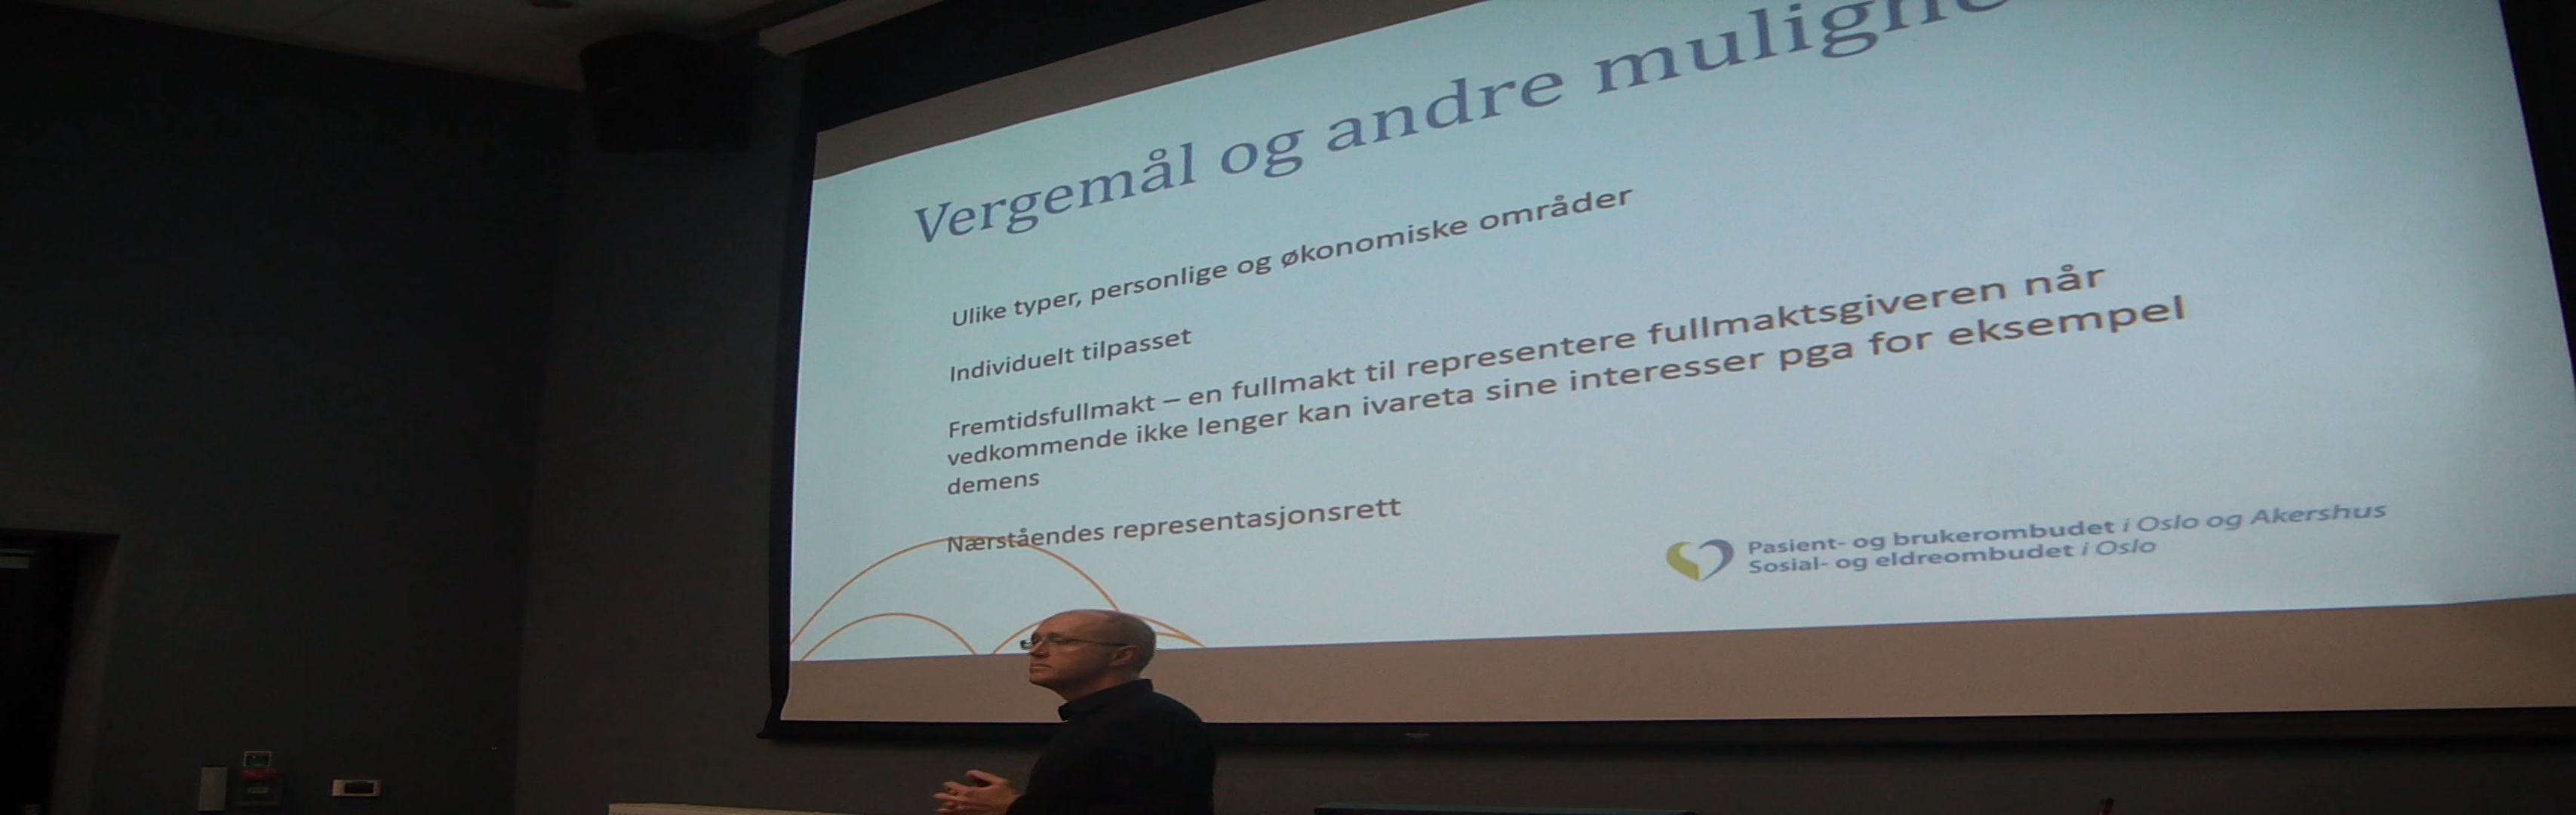 Vergemål og andre
Ulike typer, personlige og økonomiske områder
Individuelt tilpasset
Fremtidsfullmakt – en fullmakt til representere fullmaktsgiveren når
vedkommende ikke lenger kan ivareta sine interesser pga for eksempel
demens
Nærståendes representasjonsrett
Pasient- og brukerombudet i Oslo og Akershus
Sosial- og eldreombudet i Oslo